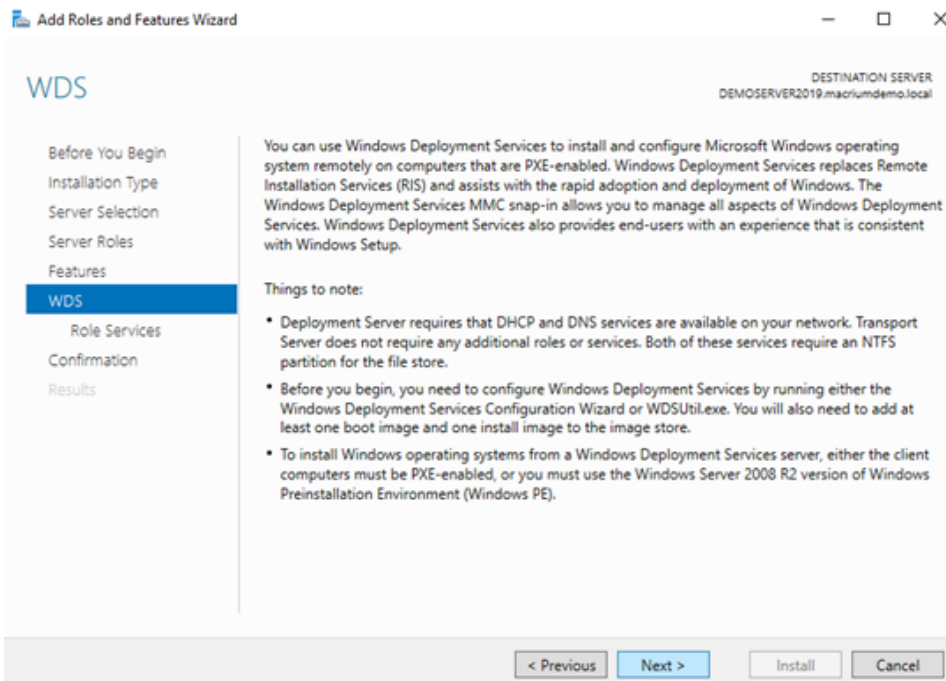 Add Roles and Features Wizard
WDS
DESTINATION SERVER
DEMOSERVER2019.macriumdemo.local
Before You Begin
Installation Type
Server Selection
Server Roles
Features
WDS
Role Services
Confirmation
Results
You can use Windows Deployment Services to install and configure Microsoft Windows operating
system remotely on computers that are PXE-enabled. Windows Deployment Services replaces Remote
Installation Services (RIS) and assists with the rapid adoption and deployment of Windows. The
Windows Deployment Services MMC snap-in allows you to manage all aspects of Windows Deployment
Services. Windows Deployment Services also provides end-users with an experience that is consistent
with Windows Setup.
Things to note:
• Deployment Server requires that DHCP and DNS services are available on your network. Transport
Server does not require any additional roles or services. Both of these services require an NTFS
partition for the file store.
• Before you begin, you need to configure Windows Deployment Services by running either the
Windows Deployment Services Configuration Wizard or WDSUtil.exe. You will also need to add at
least one boot image and one install image to the image store.
• To install Windows operating systems from a Windows Deployment Services server, either the client
computers must be PXE-enabled, or you must use the Windows Server 2008 R2 version of Windows
Preinstallation Environment (Windows PE).
< Previous
Next >
Install
Cancel